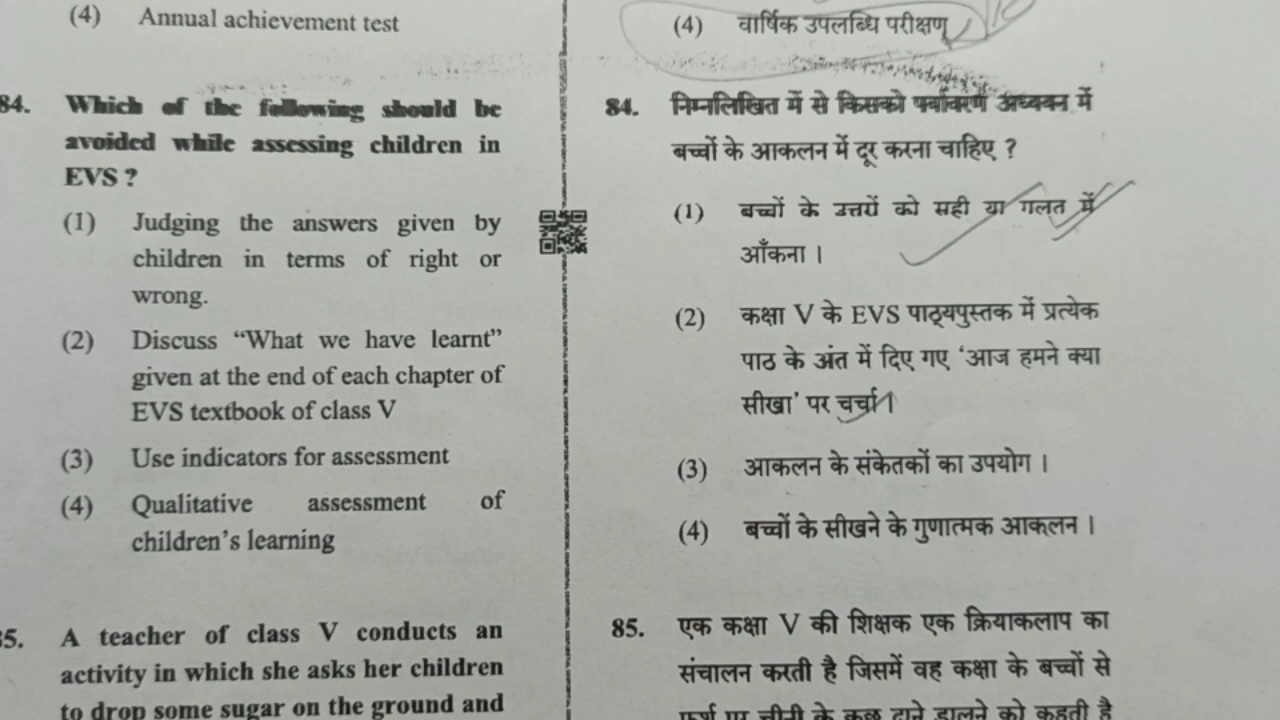 (4) Annual achievement test
84. Which of the following should be
avoided while assessing children in
EVS ?
(1) Judging the answers given by
children in terms of right or
wrong.
(2) Discuss “What we have learnt”
given at the end of each chapter of
EVS textbook of class V
(3) Use indicators for assessment
(4) Qualitative assessment of
children’s learning
85. A teacher of class V conducts an
activity in which she asks her children
to drop some sugar on the ground and
(4) वार्षिक उपलब्धि परीक्षण
84. निम्नलिखित में से किसको पर्यावरण अध्ययन में
बच्चों के आकलन में दूर करना चाहिए ?
(1) बच्चों के उत्तरों को सही या गलत में
आँकना ।
(2) कक्षा V के EVS पाठ्यपुस्तक में प्रत्येक
पाठ के अंत में दिए गए ‘आज हमने क्या
सीखा’ पर चर्चा ।
(3) आकलन के संकेतकों का उपयोग ।
(4) बच्चों के सीखने के गुणात्मक आकलन ।
85. एक कक्षा V की शिक्षक एक क्रियाकलाप का
संचालन करती है जिसमें वह कक्षा के बच्चों से
फर्श पर चीनी के कुछ दाने डालने को कहती है